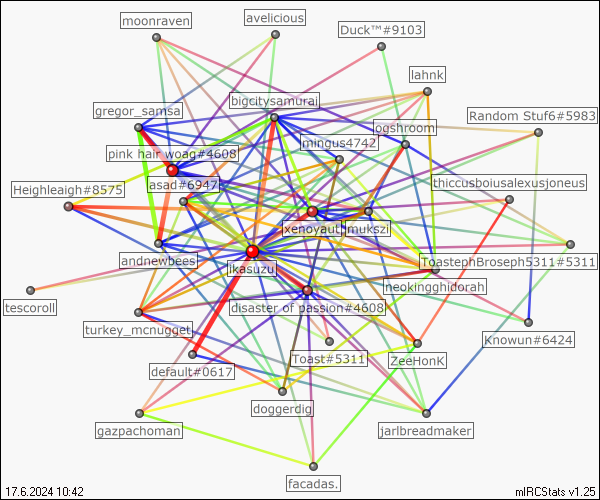 moonraven
avelicious
Duck™#9103
lahnk
gregor_samsa
bigcitysamurai
ogshroom
Random Stuf6#5983
mingus4742
pink hair woag#4608
Heighleaigh#8575
asad#6947
thiccusboiusalexusjoneus
xenoyaut
mukszi
andnewbees
ikasuzu
ToastephBroseph5311#5311
tescoroll
neokingghidorah
disaster of passion#4608
turkey_mcnugget
Knowun#6424
Toast#5311
ZeeHonK
default#0617
doggerdig
gazpachoman
jarlbreadmaker
facadas.
17.6.2024 10:42
mIRCStats v1.25